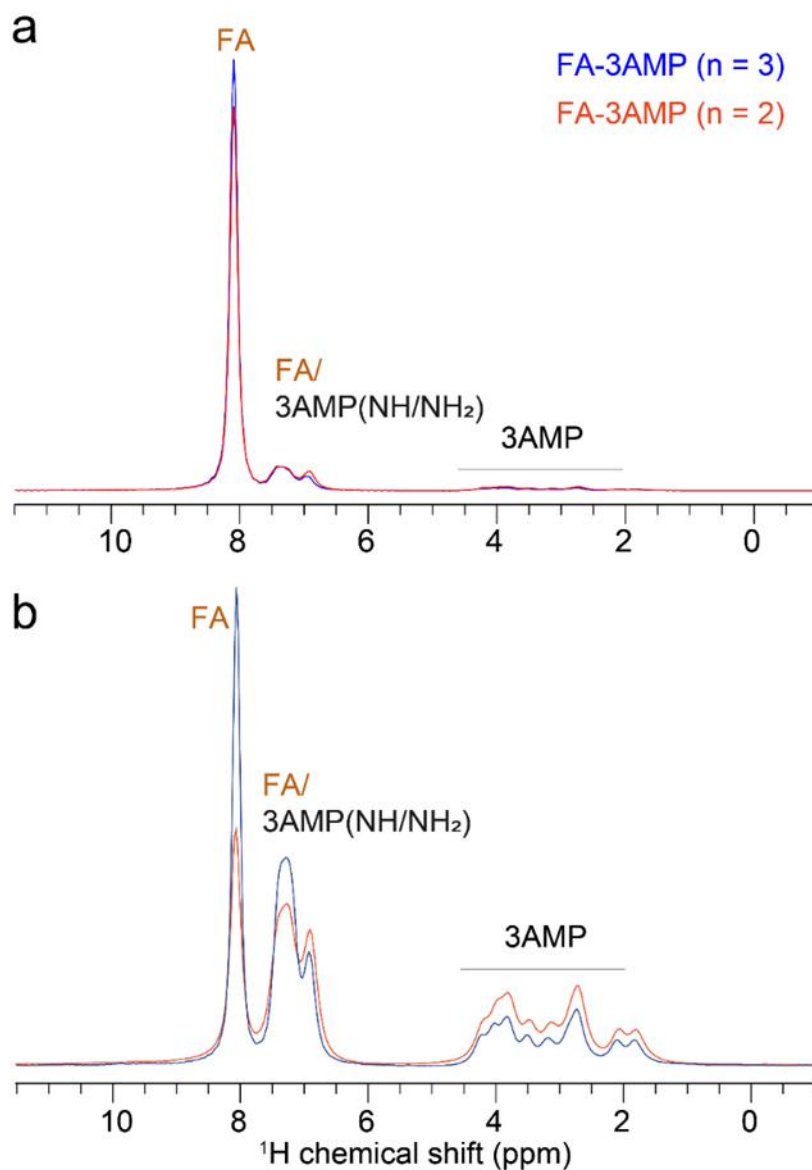 a
FA
FA-3AMP (n = 3)
FA-3AMP (n = 2)
FA/
3AMP(NH/NH₂)
3AMP
10 8 6 4 2 0
b
FA
FA/
3AMP(NH/NH₂)
3AMP
10 8 6 4 2 0
¹H chemical shift (ppm)